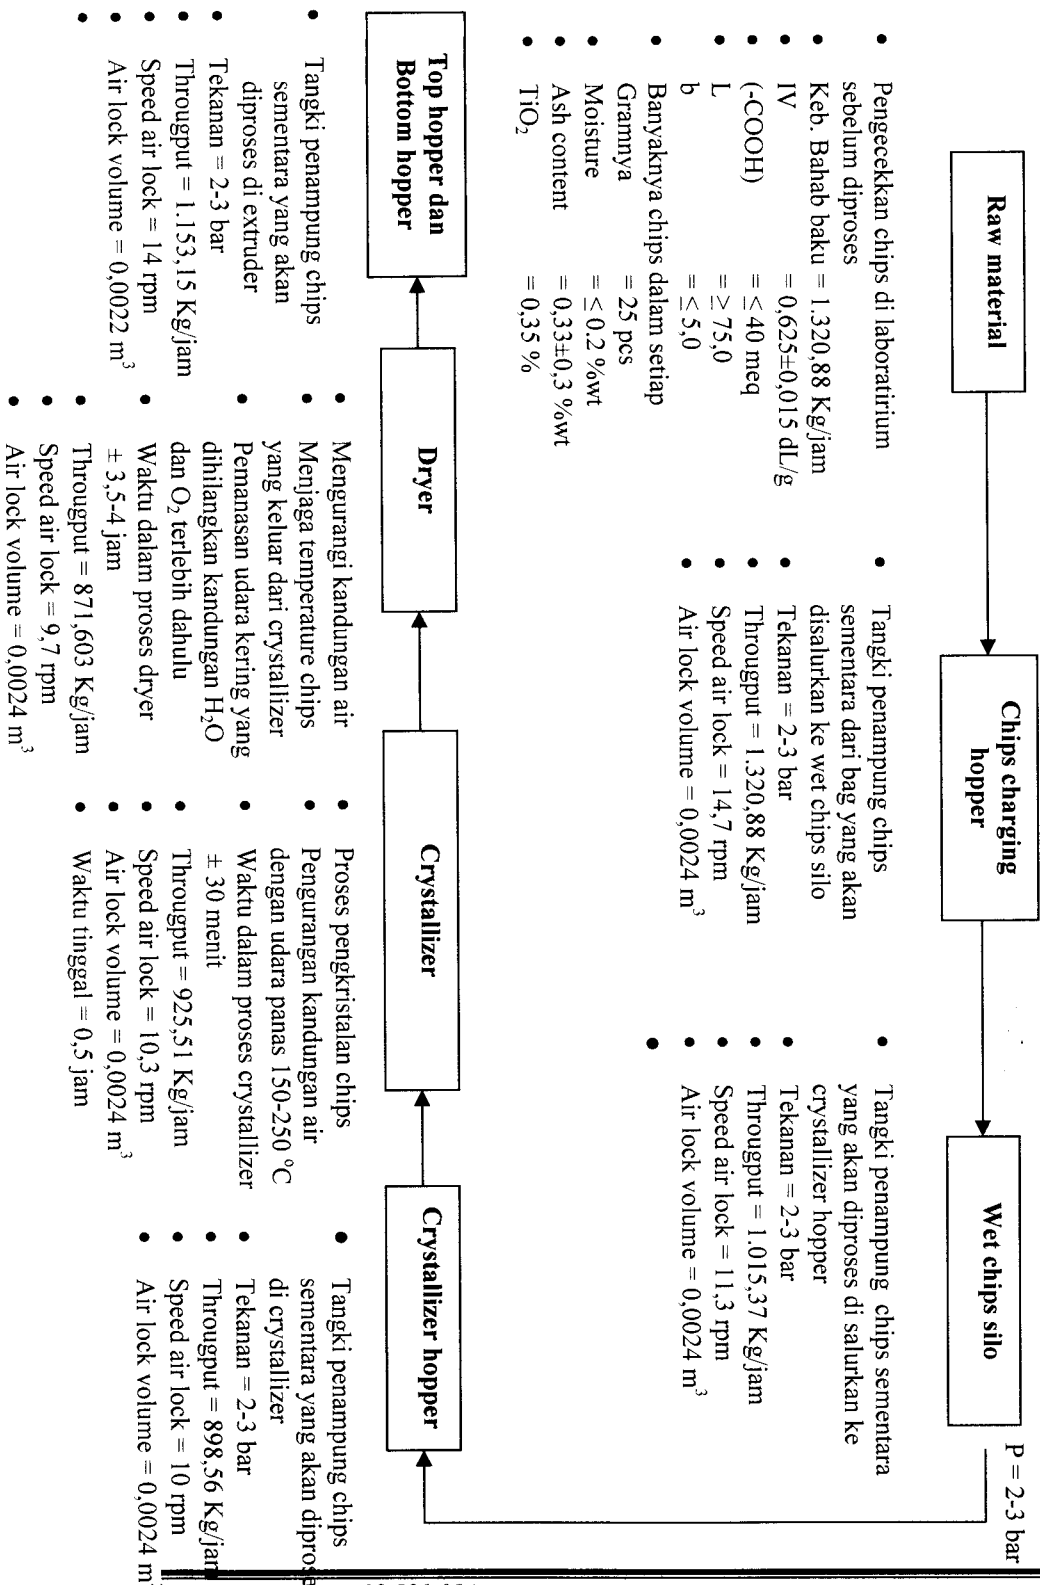 Raw material
Chips charging
hopper
Wet chips silo
P = 2-3 bar
• Pengecekkan chips di laboratirium
sebelum diproses
• Keb. Bahab baku = 1.320,88 Kg/jam
• IV = 0,625±0,015 dL/g
• (-COOH) = ≤ 40 meq
• L = > 75,0
• b = ≤ 5,0
• Banyaknya chips dalam setiap
Gramnya = 25 pcs
• Moisture = ≤ 0.2 %wt
• Ash content = 0,33±0,3 %wt
• TiO₂ = 0,35 %
• Tangki penampung chips
sementara dari bag yang akan
disalurkan ke wet chips silo
• Tekanan = 2-3 bar
• Througput = 1.320,88 Kg/jam
• Speed air lock = 14,7 rpm
• Air lock volume = 0,0024 m³
• Tangki penampung chips sementara
yang akan diproses di salurkan ke
crystallizer hopper
• Tekanan = 2-3 bar
• Througput = 1.015,37 Kg/jam
• Speed air lock = 11,3 rpm
• Air lock volume = 0,0024 m³
•
Top hopper dan
Bottom hopper
Dryer
Crystallizer
Crystallizer hopper
• Tangki penampung chips
sementara yang akan
diproses di extruder
• Tekanan = 2-3 bar
• Througput = 1.153,15 Kg/jam
• Speed air lock = 14 rpm
• Air lock volume = 0,0022 m³
• Mengurangi kandungan air
• Menjaga temperature chips
yang keluar dari crystallizer
• Pemanasan udara kering yang
dihilangkan kandungan H₂O
dan O₂ terlebih dahulu
• Waktu dalam proses dryer
± 3,5-4 jam
• Througput = 871,603 Kg/jam
• Speed air lock = 9,7 rpm
• Air lock volume = 0,0024 m³
• Proses pengkristalan chips
• Pengurangan kandungan air
dengan udara panas 150-250 °C
• Waktu dalam proses crystallizer
± 30 menit
• Througput = 925,51 Kg/jam
• Speed air lock = 10,3 rpm
• Air lock volume = 0,0024 m³
• Waktu tinggal = 0,5 jam
• Tangki penampung chips
sementara yang akan diprose
di crystallizer
• Tekanan = 2-3 bar
• Througput = 898,56 Kg/jam
• Speed air lock = 10 rpm
• Air lock volume = 0,0024 m³